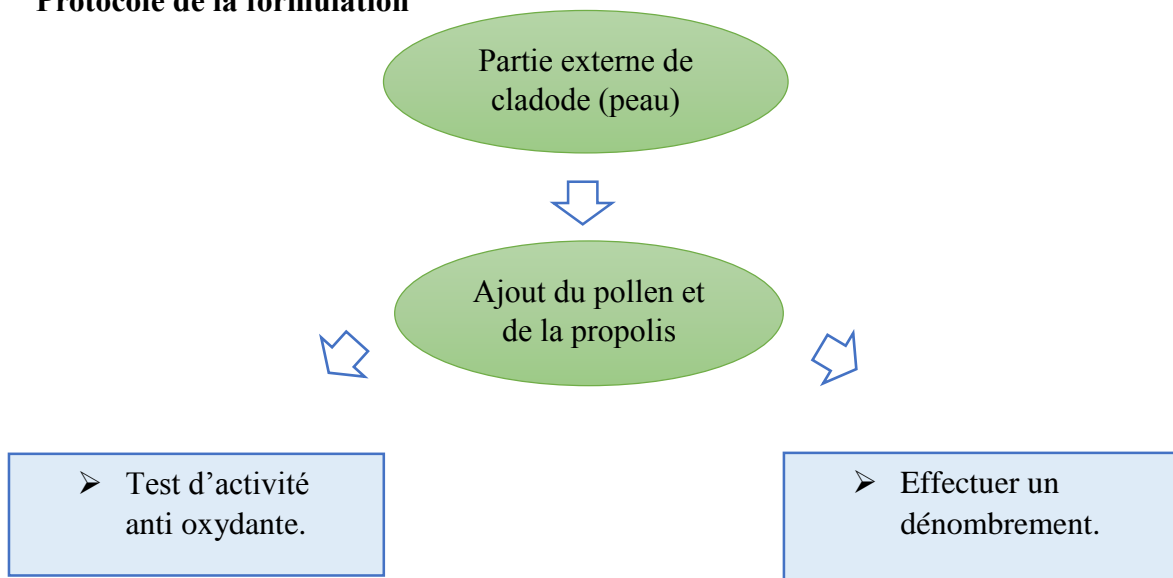 Protocole de la formulation
Partie externe de
cladode (peau)
Ajout du pollen et
de la propolis
➢ Test d’activité
anti oxydante.
➢ Effectuer un
dénombrement.